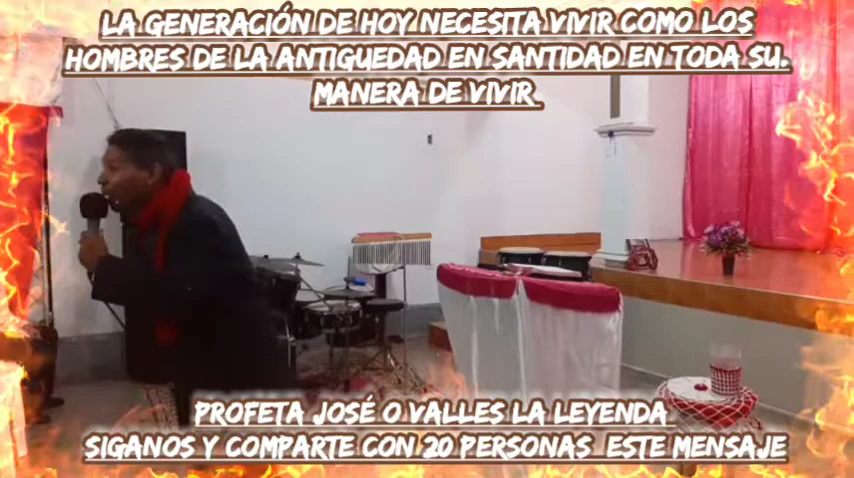 LA GENERACIÓN DE HOY NECESITA VIVIR COMO LOS
HOMBRES DE LA ANTIGUEDAD EN SANTIDAD EN TODA SU.
MANERA DE VIVIR
PROFETA JOSÉ O VALLES LA LEYENDA
SIGANOS Y COMPARTE CON 20 PERSONAS ESTE MENSAJE